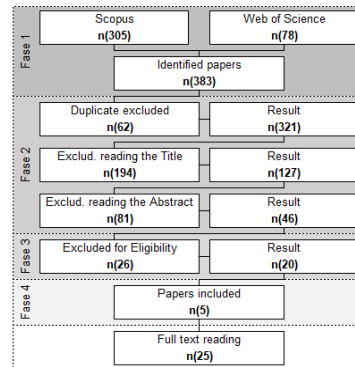 Fase 1
Scopus
n(305)
Web of Science
n(78)
Identified papers
n(383)
Fase 2
Duplicate excluded
n(62)
Result
n(321)
Exclud. reading the Title
n(194)
Result
n(127)
Exclud. reading the Abstract
n(81)
Result
n(46)
Fase 3
Excluded for Eligibility
n(26)
Result
n(20)
Fase 4
Papers included
n(5)
Full text reading
n(25)